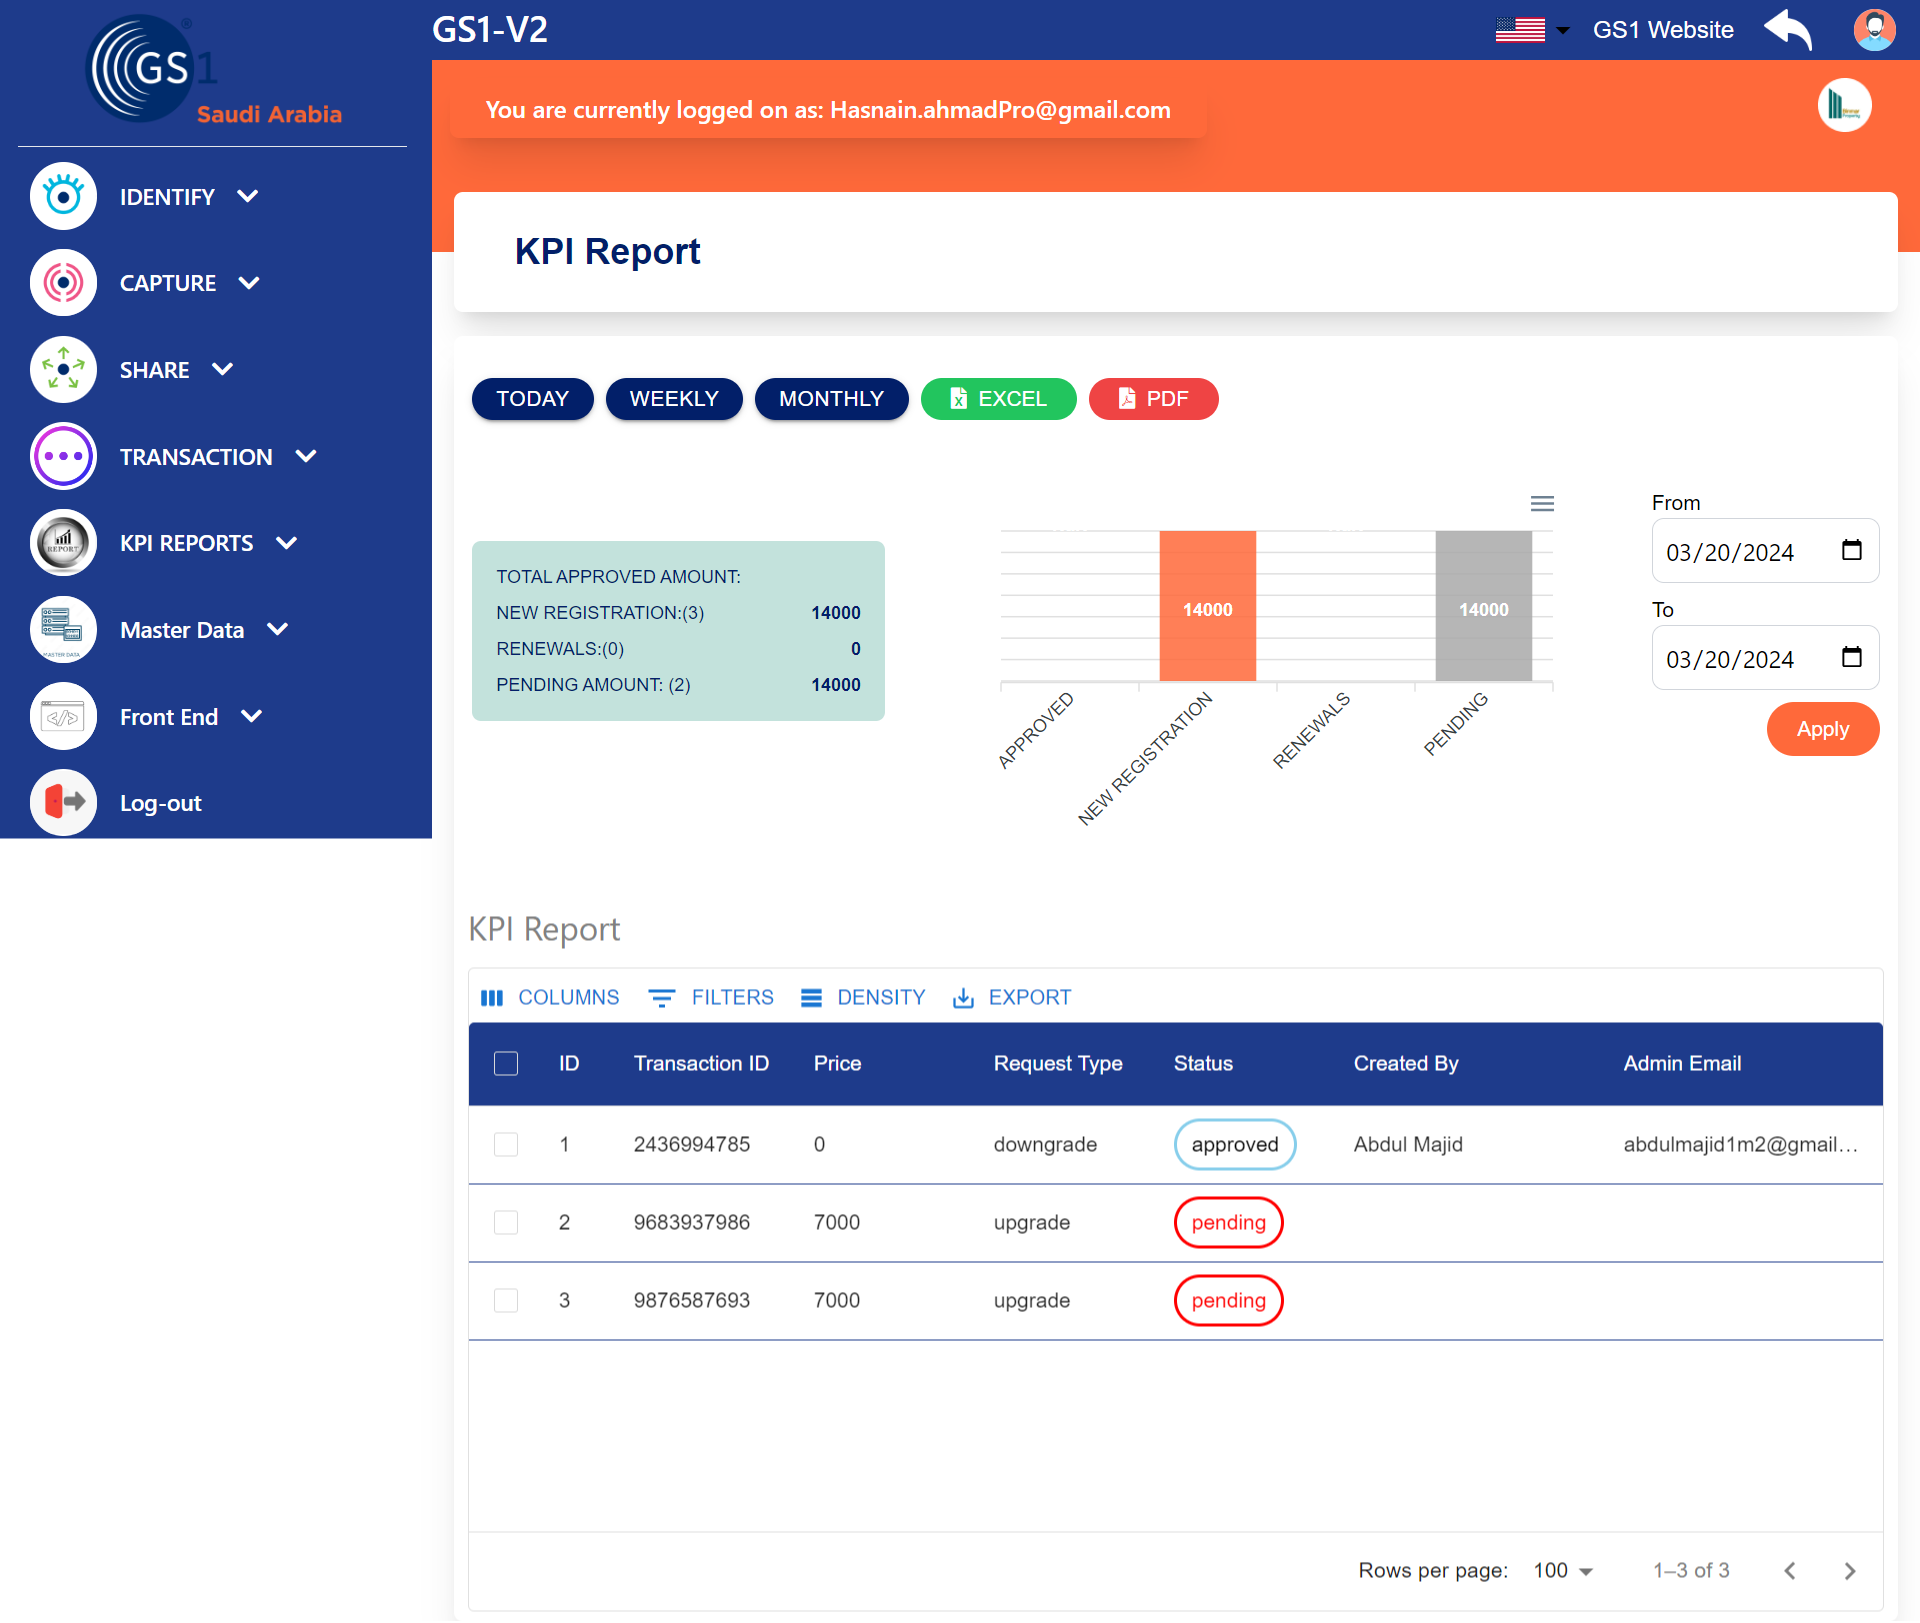 GS1
®
Saudi Arabia
GS1-V2
GS1 Website
You are currently logged on as: Hasnain.ahmadPro@gmail.com
IDENTIFY
CAPTURE
SHARE
TRANSACTION
REPORT
KPI REPORTS
MASTER DATA
Master Data
Front End
Log-out
KPI Report
TODAY
WEEKLY
MONTHLY
EXCEL
PDF
TOTAL APPROVED AMOUNT:
NEW REGISTRATION:(3) 14000
RENEWALS:(0) 0
PENDING AMOUNT: (2) 14000
14000
14000
APPROVED
NEW REGISTRATION
RENEWALS
PENDING
From
03/20/2024
To
03/20/2024
Apply
KPI Report
COLUMNS FILTERS DENSITY EXPORT
ID Transaction ID Price Request Type Status Created By Admin Email
1 2436994785 0 downgrade approved Abdul Majid abdulmajid1m2@gmail...
2 9683937986 7000 upgrade pending
3 9876587693 7000 upgrade pending
Rows per page: 100 1–3 of 3